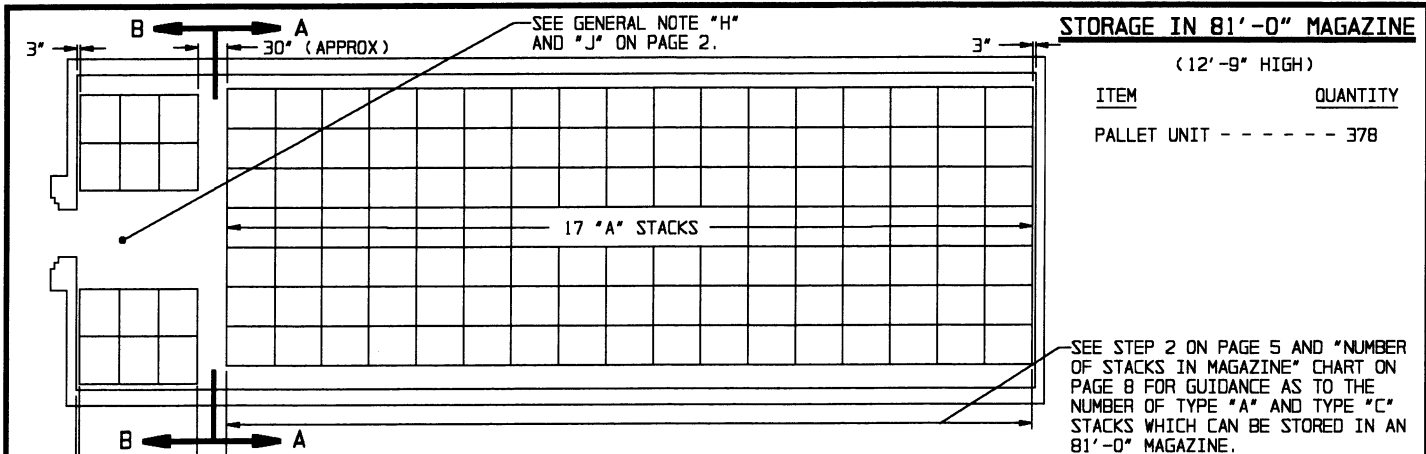 B A
SEE GENERAL NOTE "H"
AND "J" ON PAGE 2.
3" 30" (APPROX) 3"
STORAGE IN 81'-0" MAGAZINE
(12'-9" HIGH)
ITEM QUANTITY
PALLET UNIT - - - - - - 378
17 "A" STACKS
SEE STEP 2 ON PAGE 5 AND "NUMBER
OF STACKS IN MAGAZINE" CHART ON
PAGE 8 FOR GUIDANCE AS TO THE
NUMBER OF TYPE "A" AND TYPE "C"
STACKS WHICH CAN BE STORED IN AN
81'-0" MAGAZINE.
B A